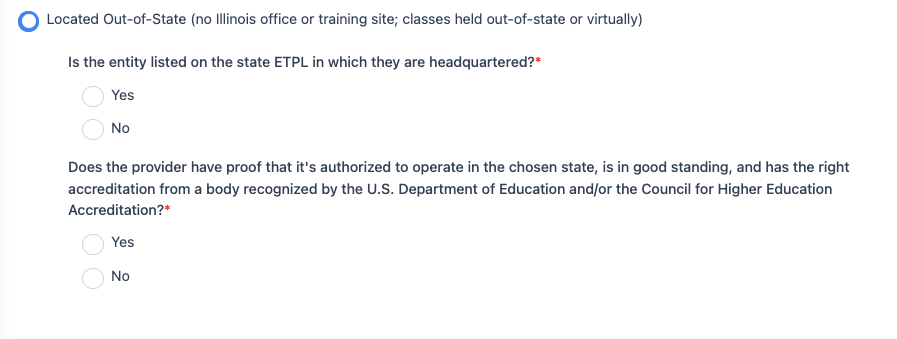 Located Out-of-State (no Illinois office or training site; classes held out-of-state or virtually)
Is the entity listed on the state ETPL in which they are headquartered?*
Yes
No
Does the provider have proof that it's authorized to operate in the chosen state, is in good standing, and has the right
accreditation from a body recognized by the U.S. Department of Education and/or the Council for Higher Education
Accreditation?*
Yes
No